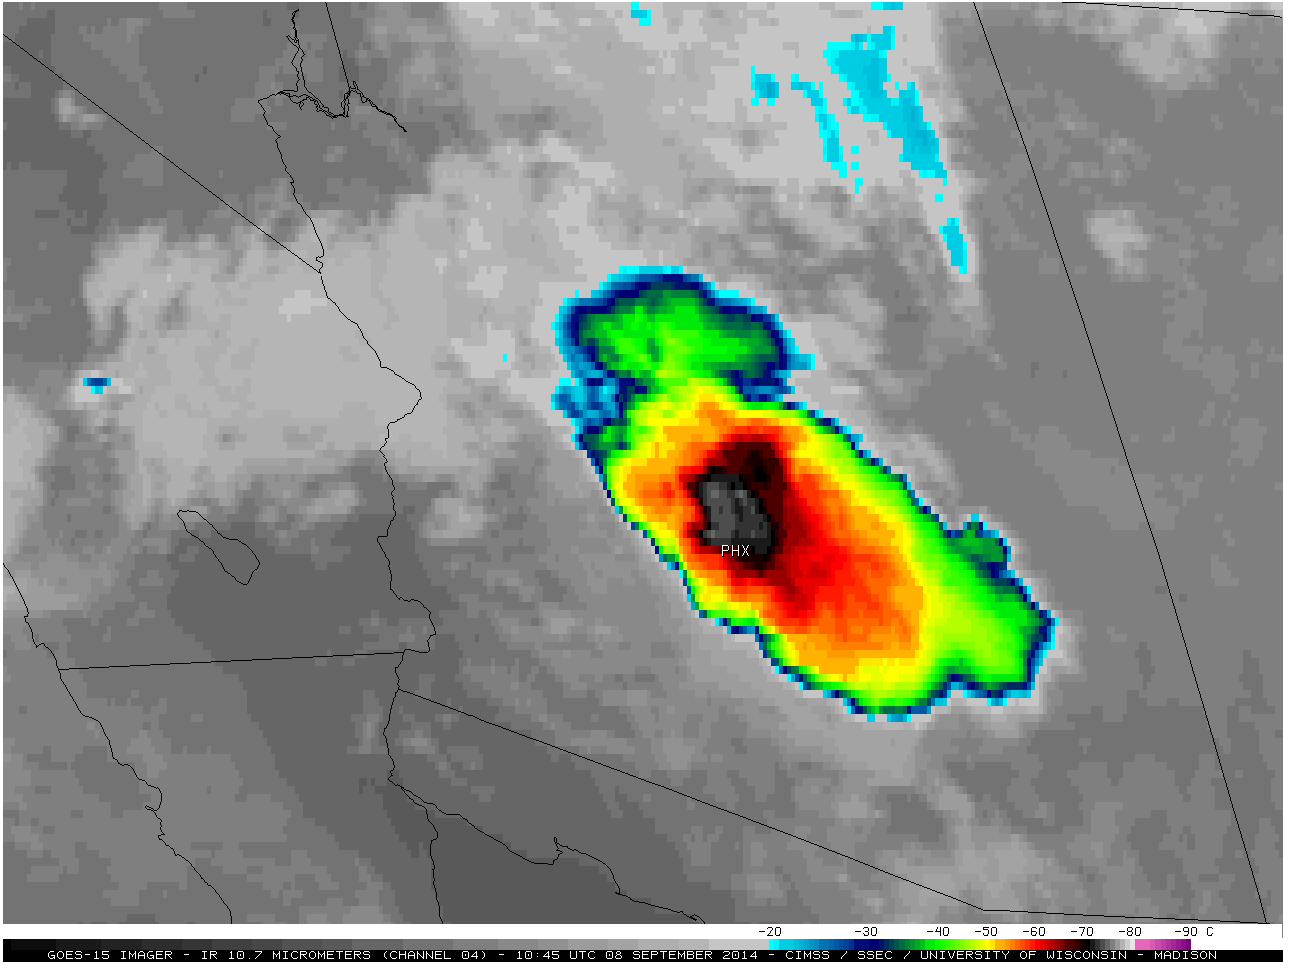 PHX
-20 -30 -40 -50 -60 -70 -80 -90 C
GOES-15 IMAGER - IR 10.7 MICROMETERS (CHANNEL 04) - 10:45 UTC 08 SEPTEMBER 2014 - CIMSS / SSEC / UNIVERSITY OF WISCONSIN - MADISON